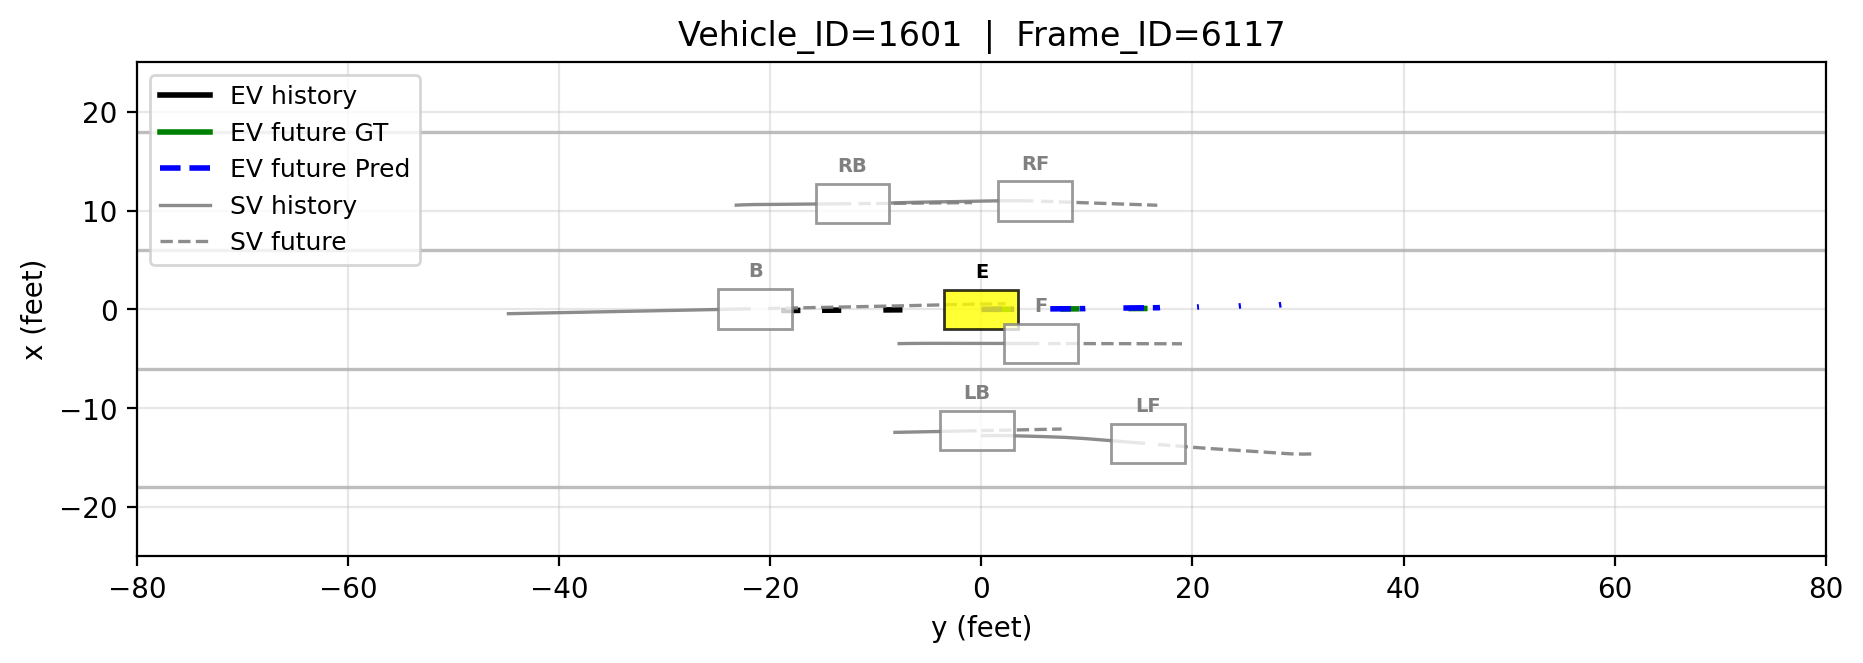 Vehicle_ID=1601 | Frame_ID=6117
EV history
EV future GT
EV future Pred
SV history
SV future
RB
RF
B
E
F
LB
LF
20
10
0
−10
−20
x (feet)
−80
−60
−40
−20
0
20
40
60
80
y (feet)